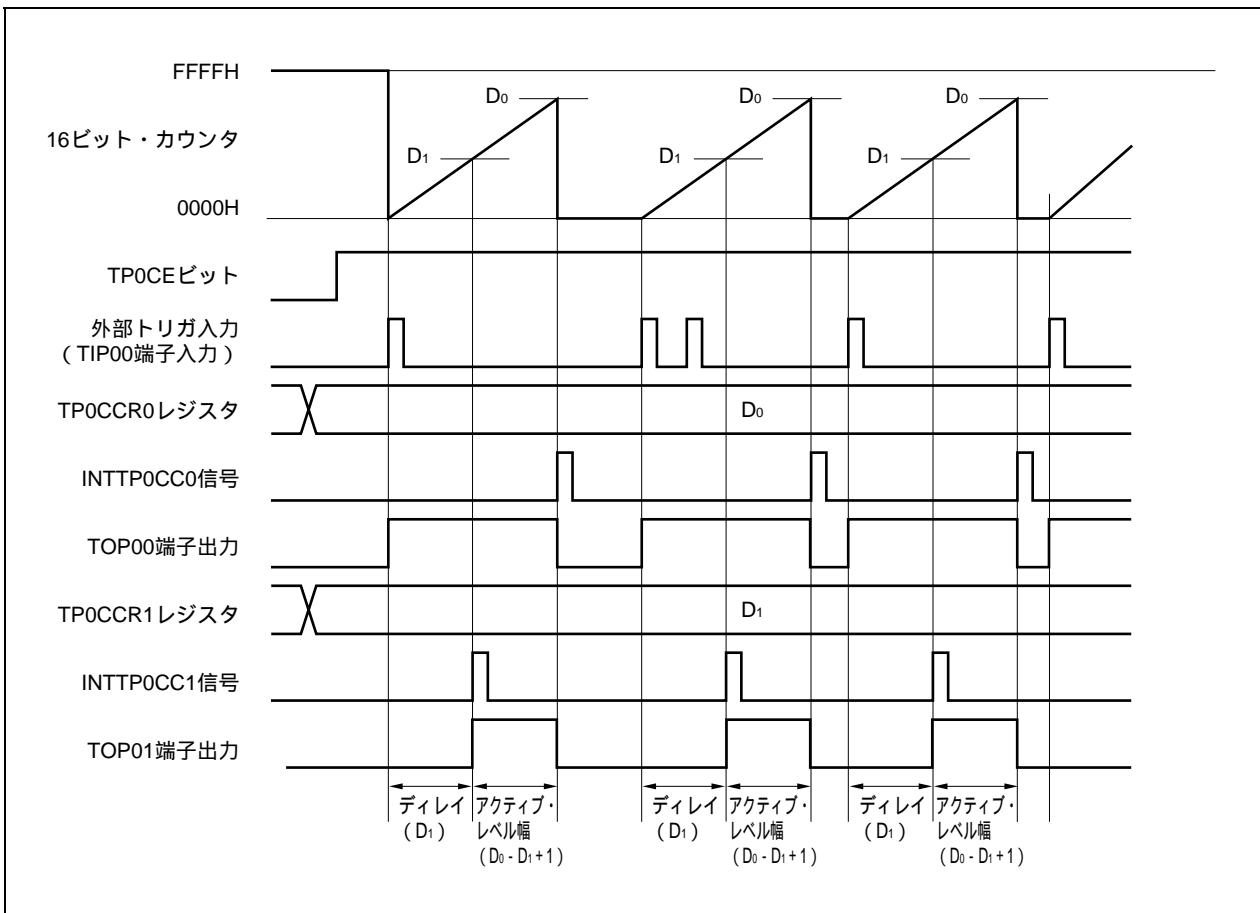 FFFFH
D0 D0 D0
16ビット・カウンタ
D1 D1 D1
0000H
TP0CEビット
外部トリガ入力
（TIP00端子入力）
TP0CCR0レジスタ D0
INTTP0CC0信号
TOP00端子出力
TP0CCR1レジスタ D1
INTTP0CC1信号
TOP01端子出力
ディレイ アクティブ・ ディレイ アクティブ・ ディレイ アクティブ・
（D1） レベル幅 （D1） レベル幅 （D1） レベル幅
（D0 - D1 + 1） （D0 - D1 + 1） （D0 - D1 + 1）